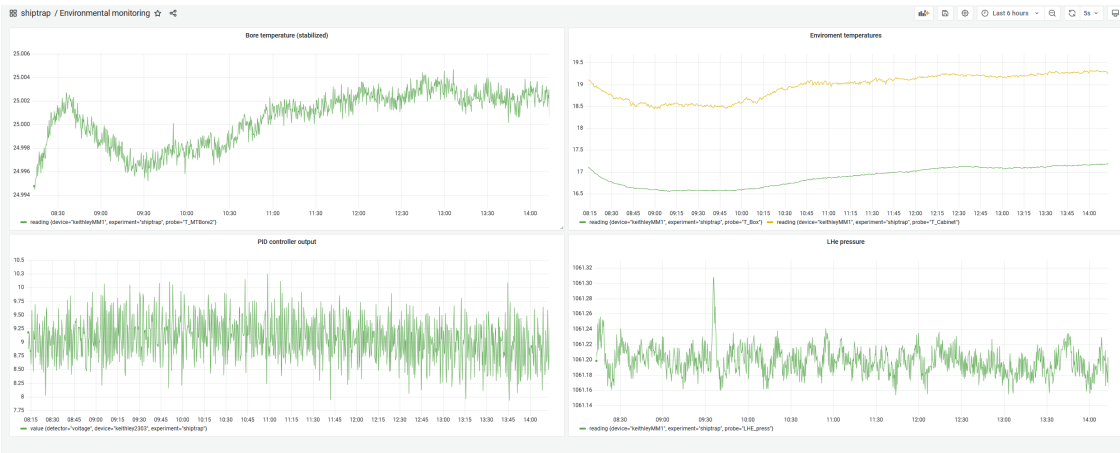 shiptrap / Environmental monitoring
Last 6 hours
5s
Bore temperature (stabilized)
25.006
25.004
25.002
25.000
24.998
24.996
24.994
08:30 09:00 09:30 10:00 10:30 11:00 11:30 12:00 12:30 13:00 13:30 14:00
reading {device="keithleyMM1", experiment="shiptrap", probe="T_MTBore2"}
Enviroment temperatures
19.5
19
18.5
18
17.5
17
16.5
08:15 08:30 08:45 09:00 09:15 09:30 09:45 10:00 10:15 10:30 10:45 11:00 11:15 11:30 11:45 12:00 12:15 12:30 12:45 13:00 13:15 13:30 13:45 14:00
reading {device="keithleyMM1", experiment="shiptrap", probe="T_Box"} reading {device="keithleyMM1", experiment="shiptrap", probe="T_Cabinet"}
PID controller output
10.5
10.3
10
9.75
9.50
9.25
9
8.75
8.50
8.25
8
7.75
08:15 08:30 08:45 09:00 09:15 09:30 09:45 10:00 10:15 10:30 10:45 11:00 11:15 11:30 11:45 12:00 12:15 12:30 12:45 13:00 13:15 13:30 13:45 14:00
value {detector="voltage", device="keithley2303", experiment="shiptrap"}
LHe pressure
1061.32
1061.30
1061.28
1061.26
1061.24
1061.22
1061.20
1061.18
1061.16
1061.14
08:30 09:00 09:30 10:00 10:30 11:00 11:30 12:00 12:30 13:00 13:30 14:00
reading {device="keithleyMM1", experiment="shiptrap", probe="LHE_press"}